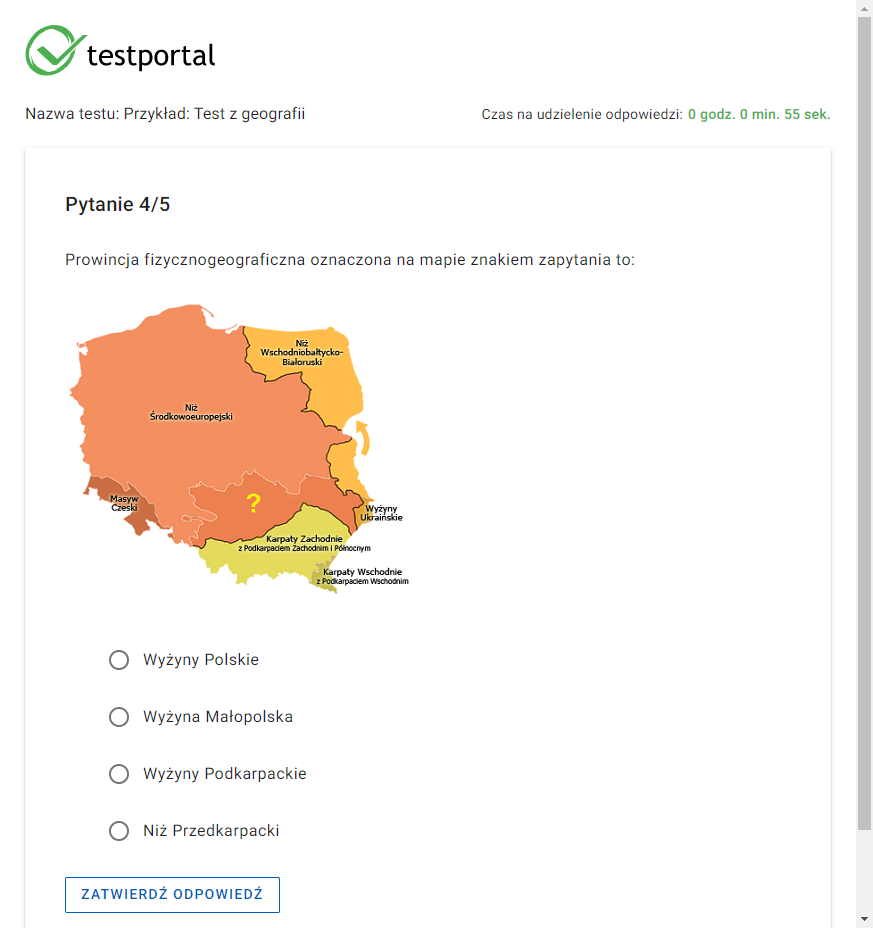 testportal
Nazwa testu: Przykład: Test z geografii
Czas na udzielenie odpowiedzi: 0 godz. 0 min. 55 sek.
Pytanie 4/5
Prowincja fizycznogeograficzna oznaczona na mapie znakiem zapytania to:
Niż
Wschodniobałtycko-
Białoruski
Niż
Środkowoeuropejski
Masyw
Czeski
?
Wyżyny
Ukraińskie
Karpaty Zachodnie
z Podkarpaciem Zachodnim i Północnym
Karpaty Wschodnie
z Podkarpaciem Wschodnim
Wyżyny Polskie
Wyżyna Małopolska
Wyżyny Podkarpackie
Niż Przedkarpacki
ZATWIERDŹ ODPOWIEDŹ